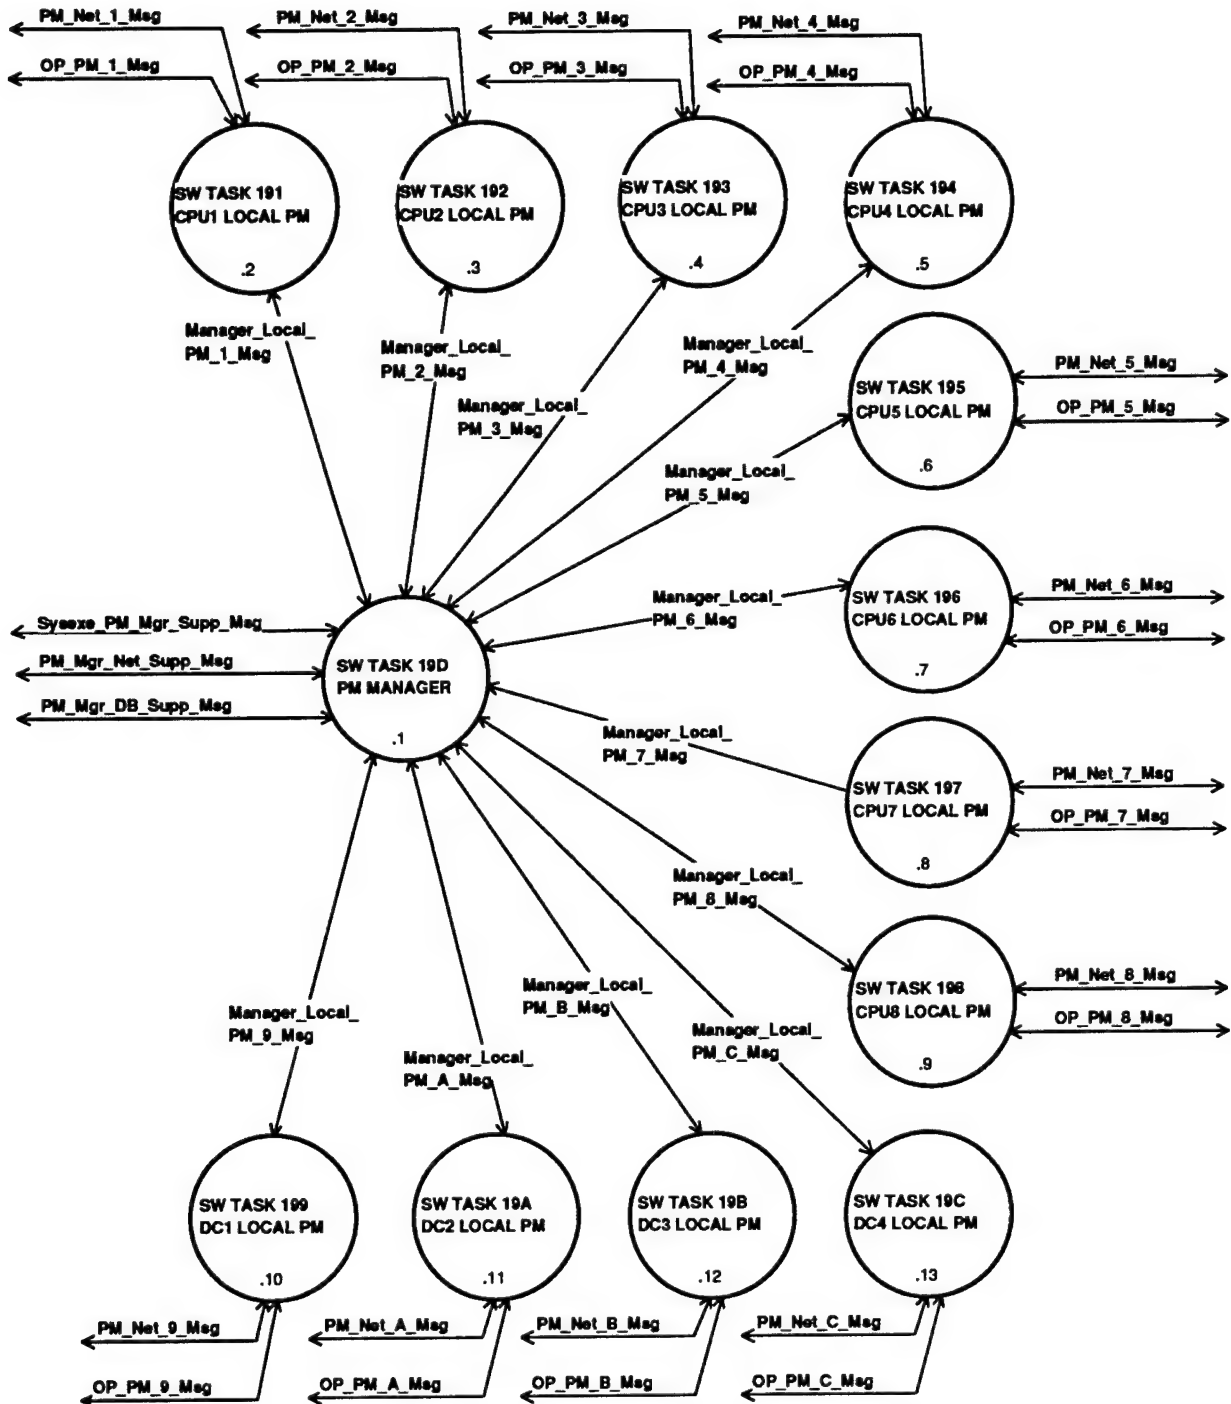 PM_Net_1_Msg
OP_PM_1_Msg
PM_Net_2_Msg
OP_PM_2_Msg
PM_Net_3_Msg
OP_PM_3_Msg
PM_Net_4_Msg
OP_PM_4_Msg
SW TASK 191
CPU1 LOCAL PM
.2
SW TASK 192
CPU2 LOCAL PM
.3
SW TASK 193
CPU3 LOCAL PM
.4
SW TASK 194
CPU4 LOCAL PM
.5
Manager_Local_
PM_1_Msg
Manager_Local_
PM_2_Msg
Manager_Local_
PM_3_Msg
Manager_Local_
PM_4_Msg
SW TASK 195
CPU5 LOCAL PM
.6
PM_Net_5_Msg
OP_PM_5_Msg
Manager_Local_
PM_5_Msg
Manager_Local_
PM_6_Msg
SW TASK 196
CPU6 LOCAL PM
.7
PM_Net_6_Msg
OP_PM_6_Msg
Sysexe_PM_Mgr_Supp_Msg
PM_Mgr_Net_Supp_Msg
PM_Mgr_DB_Supp_Msg
SW TASK 19D
PM MANAGER
.1
Manager_Local_
PM_7_Msg
SW TASK 197
CPU7 LOCAL PM
.8
PM_Net_7_Msg
OP_PM_7_Msg
Manager_Local_
PM_8_Msg
SW TASK 198
CPU8 LOCAL PM
.9
PM_Net_8_Msg
OP_PM_8_Msg
Manager_Local_
PM_9_Msg
Manager_Local_
PM_A_Msg
Manager_Local_
PM_B_Msg
Manager_Local_
PM_C_Msg
SW TASK 199
DC1 LOCAL PM
.10
SW TASK 19A
DC2 LOCAL PM
.11
SW TASK 19B
DC3 LOCAL PM
.12
SW TASK 19C
DC4 LOCAL PM
.13
PM_Net_9_Msg
OP_PM_9_Msg
PM_Net_A_Msg
OP_PM_A_Msg
PM_Net_B_Msg
OP_PM_B_Msg
PM_Net_C_Msg
OP_PM_C_Msg